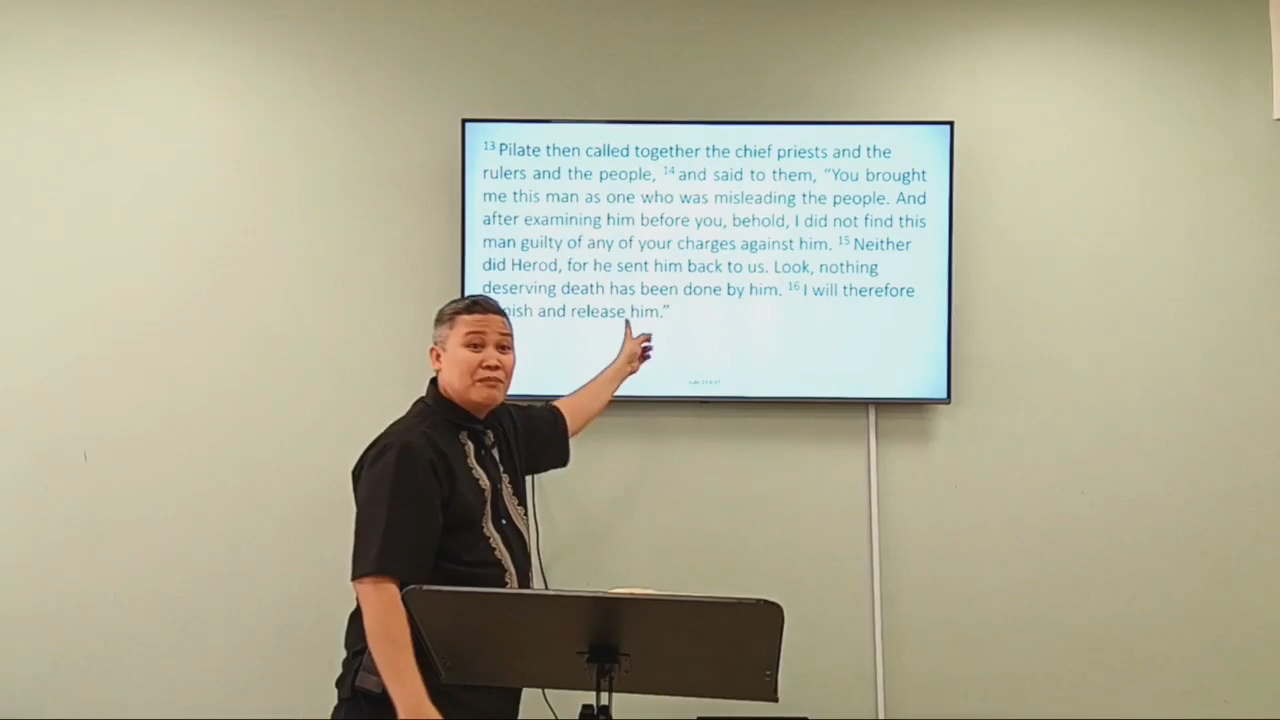 13 Pilate then called together the chief priests and the
rulers and the people, 14 and said to them, “You brought
me this man as one who was misleading the people. And
after examining him before you, behold, I did not find this
man guilty of any of your charges against him. 15 Neither
did Herod, for he sent him back to us. Look, nothing
deserving death has been done by him. 16 I will therefore
and release him.”